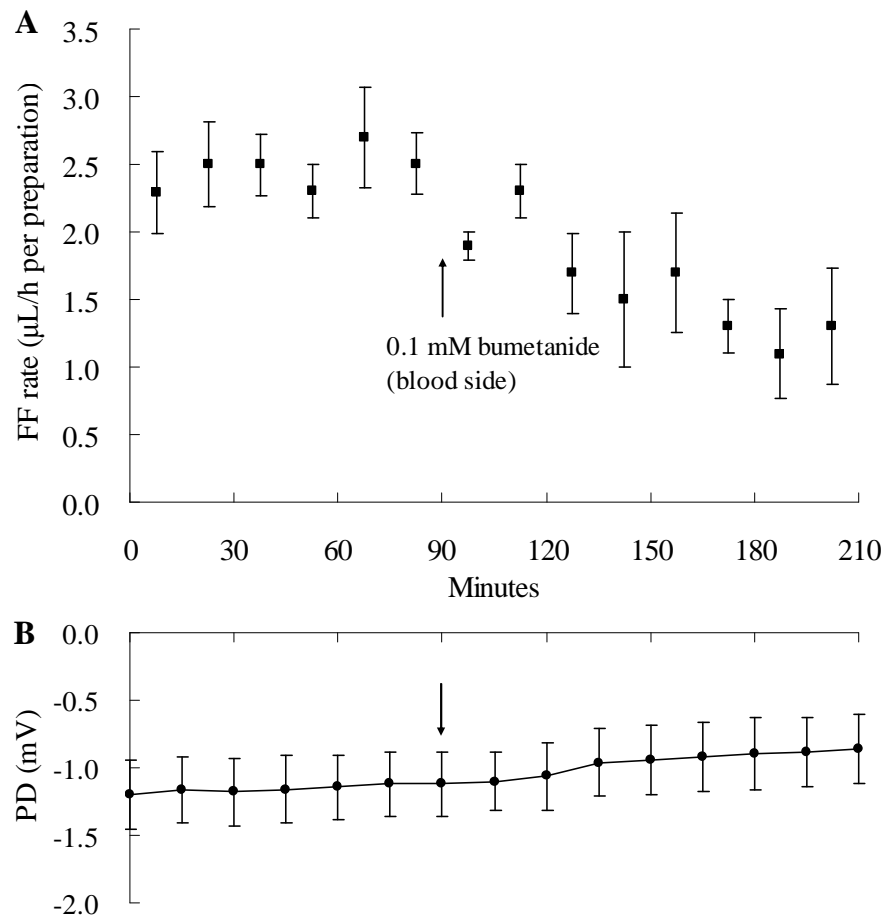 A
3.5
3.0
2.5
2.0
1.5
1.0
0.5
0.0
FF rate (μL/h per preparation)
0.1 mM bumetanide
(blood side)
0 30 60 90 120 150 180 210
Minutes
B
0.0
-0.5
-1.0
-1.5
-2.0
PD (mV)